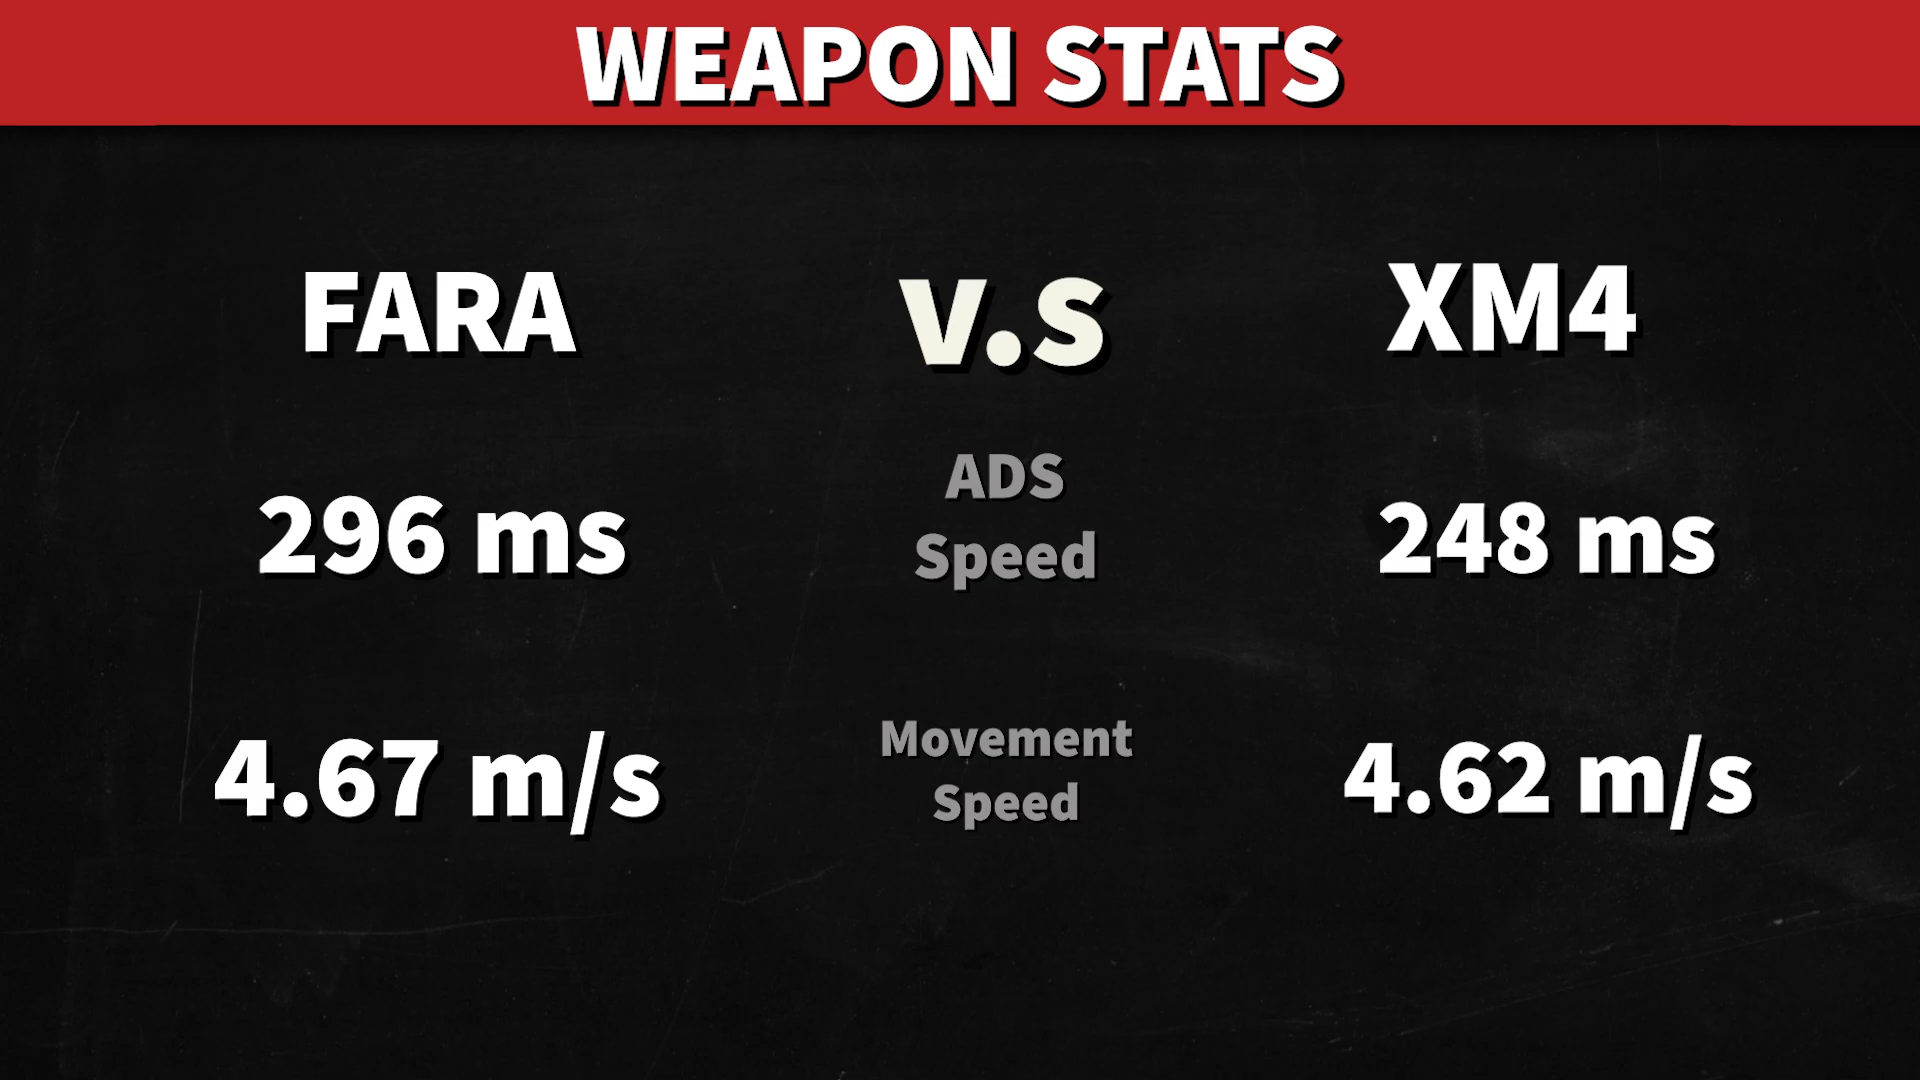 WEAPON STATS
FARA V.S XM4
ADS
296 ms Speed 248 ms
Movement
4.67 m/s Speed 4.62 m/s